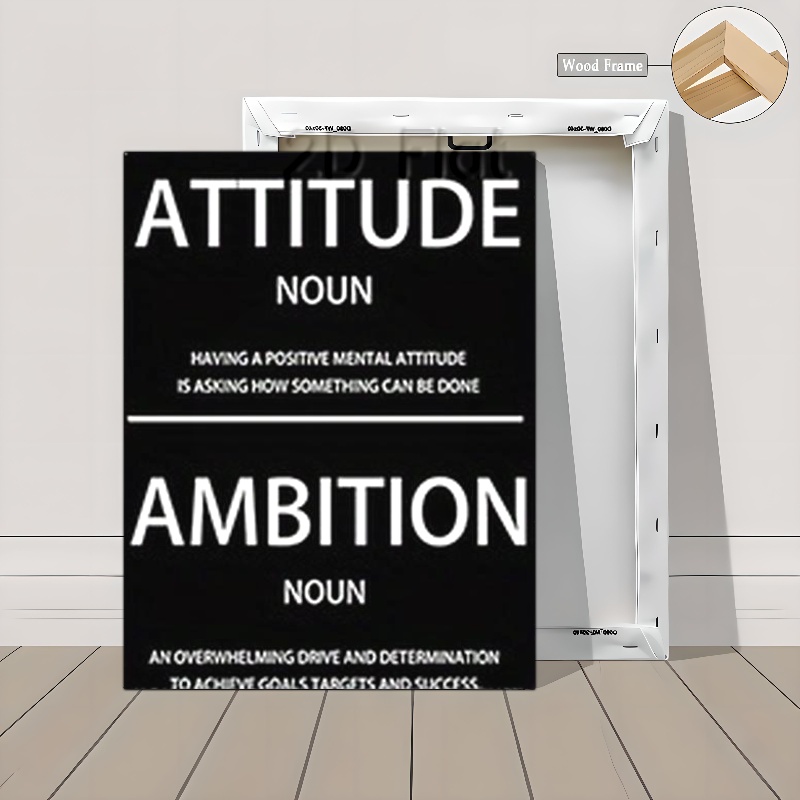 Wood Frame
2D Flat
ATTITUDE
NOUN
HAVING A POSITIVE MENTAL ATTITUDE
IS ASKING HOW SOMETHING CAN BE DONE
AMBITION
NOUN
AN OVERWHELMING DRIVE AND DETERMINATION
TO ACHIEVE GOALS TARGETS AND SUCCESS.